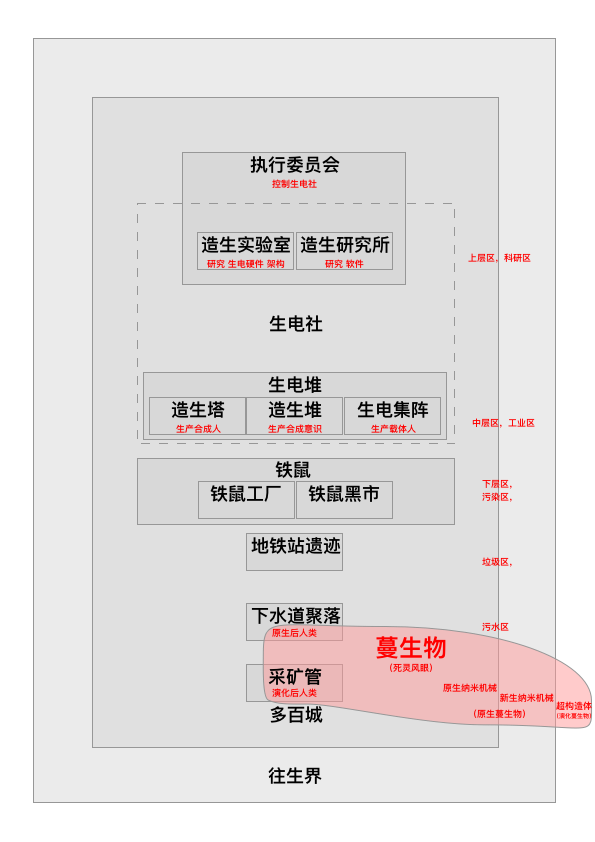 执行委员会
控制生电社
造生实验室
造生研究所
研究 生电硬件 架构
研究 软件
上层区，科研区
生电社
生电堆
造生塔
造生堆
生电集阵
生产合成人
生产合成意识
生产载体人
中层区，工业区
铁鼠
铁鼠工厂
铁鼠黑市
下层区，
污染区，
地铁站遗迹
垃圾区，
下水道聚落
原生后人类
污水区
蔓生物
（死灵风眼）
采矿管
演化后人类
原生纳米机械
新生纳米机械
超构造体
（演化蔓生物）
（原生蔓生物）
多百城
往生界